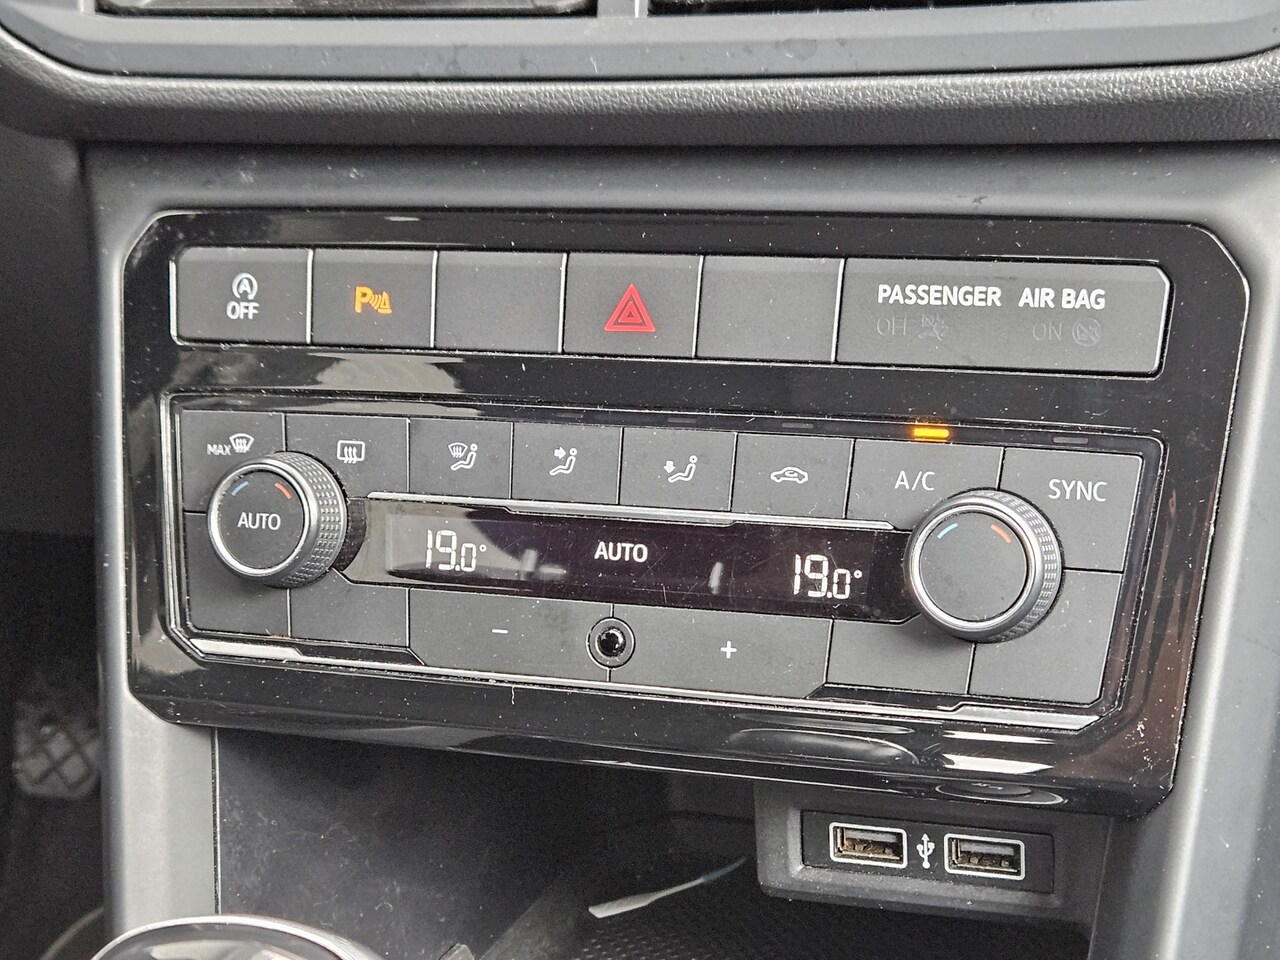 A
OFF
P
PASSENGER AIR BAG
OFF ON
MAX
A/C
SYNC
AUTO
19.0°
AUTO
19.0°
- +